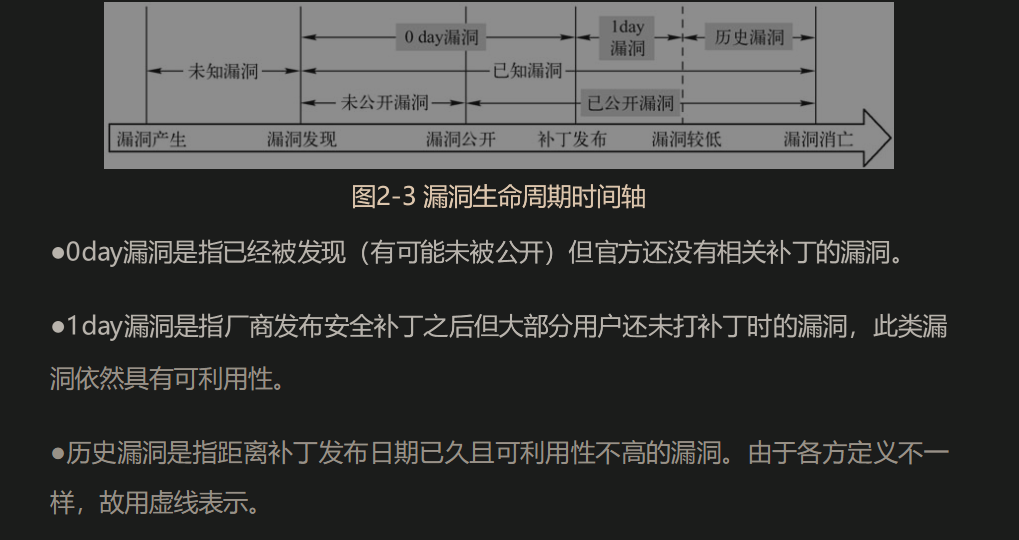 0 day漏洞
1day
漏洞
历史漏洞
未知漏洞
已知漏洞
未公开漏洞
已公开漏洞
漏洞产生 漏洞发现 漏洞公开 补丁发布 漏洞较低 漏洞消亡
图2-3 漏洞生命周期时间轴
●0day漏洞是指已经被发现（有可能未被公开）但官方还没有相关补丁的漏洞。
●1day漏洞是指厂商发布安全补丁之后但大部分用户还未打补丁时的漏洞，此类漏
洞依然具有可利用性。
●历史漏洞是指距离补丁发布日期已久且可利用性不高的漏洞。由于各方定义不一
样，故用虚线表示。